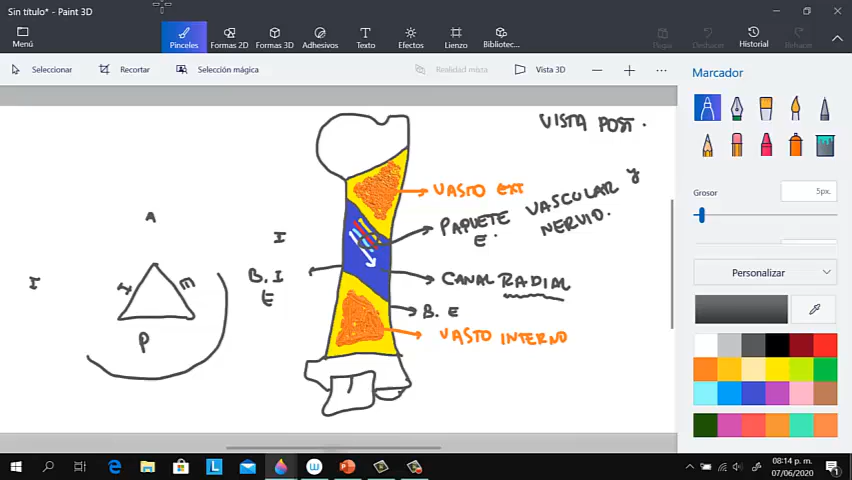 Sin título* - Paint 3D
Menú
Pinceles
Formas 2D
Formas 3D
Adhesivos
Texto
Efectos
Lienzo
Bibliotec...
Pegar
Deshacer
Historial
Rehacer
Seleccionar
Recortar
Selección mágica
Realidad mixta
Vista 3D
Marcador
Grosor
5px.
Personalizar
VISTA POST.
VASTO EXT
PAQUETE VASCULAR Y
E. NERVIO.
CANAL RADIAL
B. E
VASTO INTERNO
I
B. I
E
A
I
I
E
P
08:14 p. m.
07/06/2020